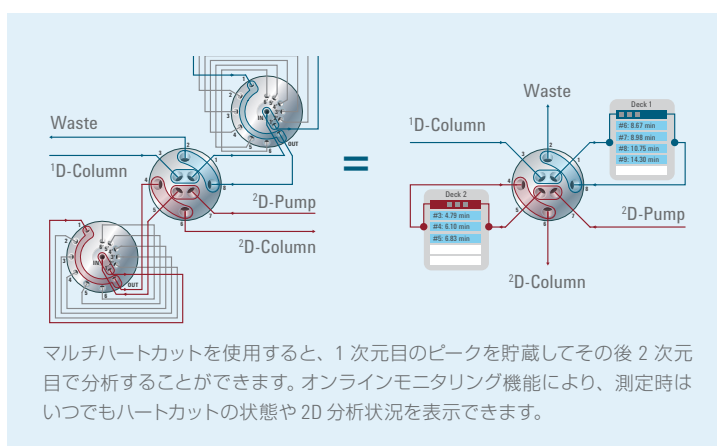 Waste
¹D-Column
²D-Pump
²D-Column
IN
OUT
IN
OUT
=
Waste
¹D-Column
Deck 1
#6: 8.67 min
#7: 8.98 min
#8: 10.75 min
#9: 14.30 min
Deck 2
#3: 4.79 min
#4: 6.10 min
#5: 6.83 min
²D-Pump
²D-Column
マルチハートカットを使用すると、1 次元目のピークを貯蔵してその後 2 次元
目で分析することができます。オンラインモニタリング機能により、測定時は
いつでもハートカットの状態や 2D 分析状況を表示できます。